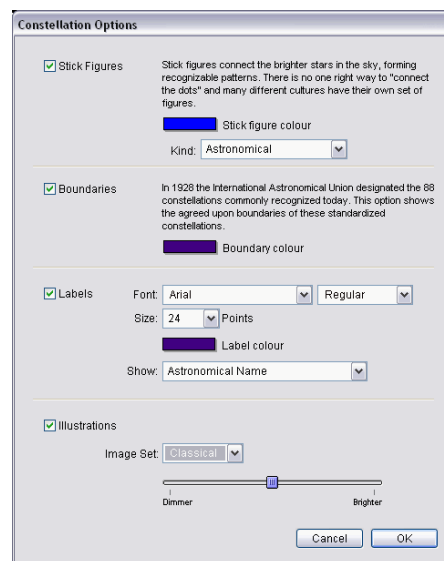 Constellation Options
Stick Figures
Stick figures connect the brighter stars in the sky, forming
recognizable patterns. There is no one right way to "connect
the dots" and many different cultures have their own set of
figures.
Stick figure colour
Kind: Astronomical
Boundaries
In 1928 the International Astronomical Union designated the 88
constellations commonly recognized today. This option shows
the agreed upon boundaries of these standardized
constellations.
Boundary colour
Labels Font: Arial Regular
Size: 24 Points
Label colour
Show: Astronomical Name
Illustrations
Image Set: Classical
Dimmer Brighter
Cancel OK